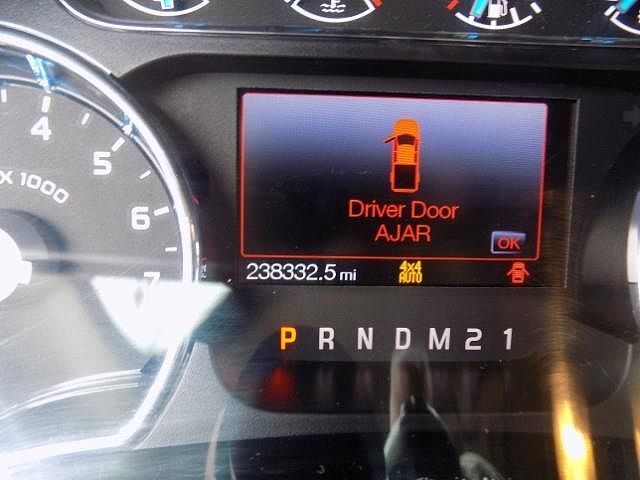 4
5
x 1000
6
7
Driver Door
AJAR
OK
238332.5 mi
4x4
AUTO
P R N D M 2 1